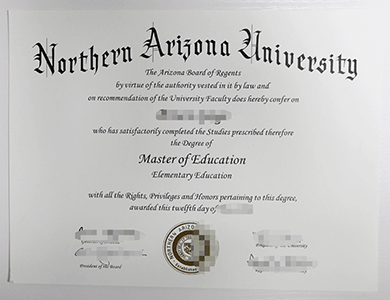 Northern Arizona University
The Arizona Board of Regents
by virtue of the authority vested in it by law and
on recommendation of the University Faculty does hereby confer on
who has satisfactorily completed the Studies prescribed therefore
the Degree of
Master of Education
Elementary Education
with all the Rights, Privileges and Honors pertaining to this degree,
awarded this twelfth day of
President of the Board
NORTHERN ARIZO